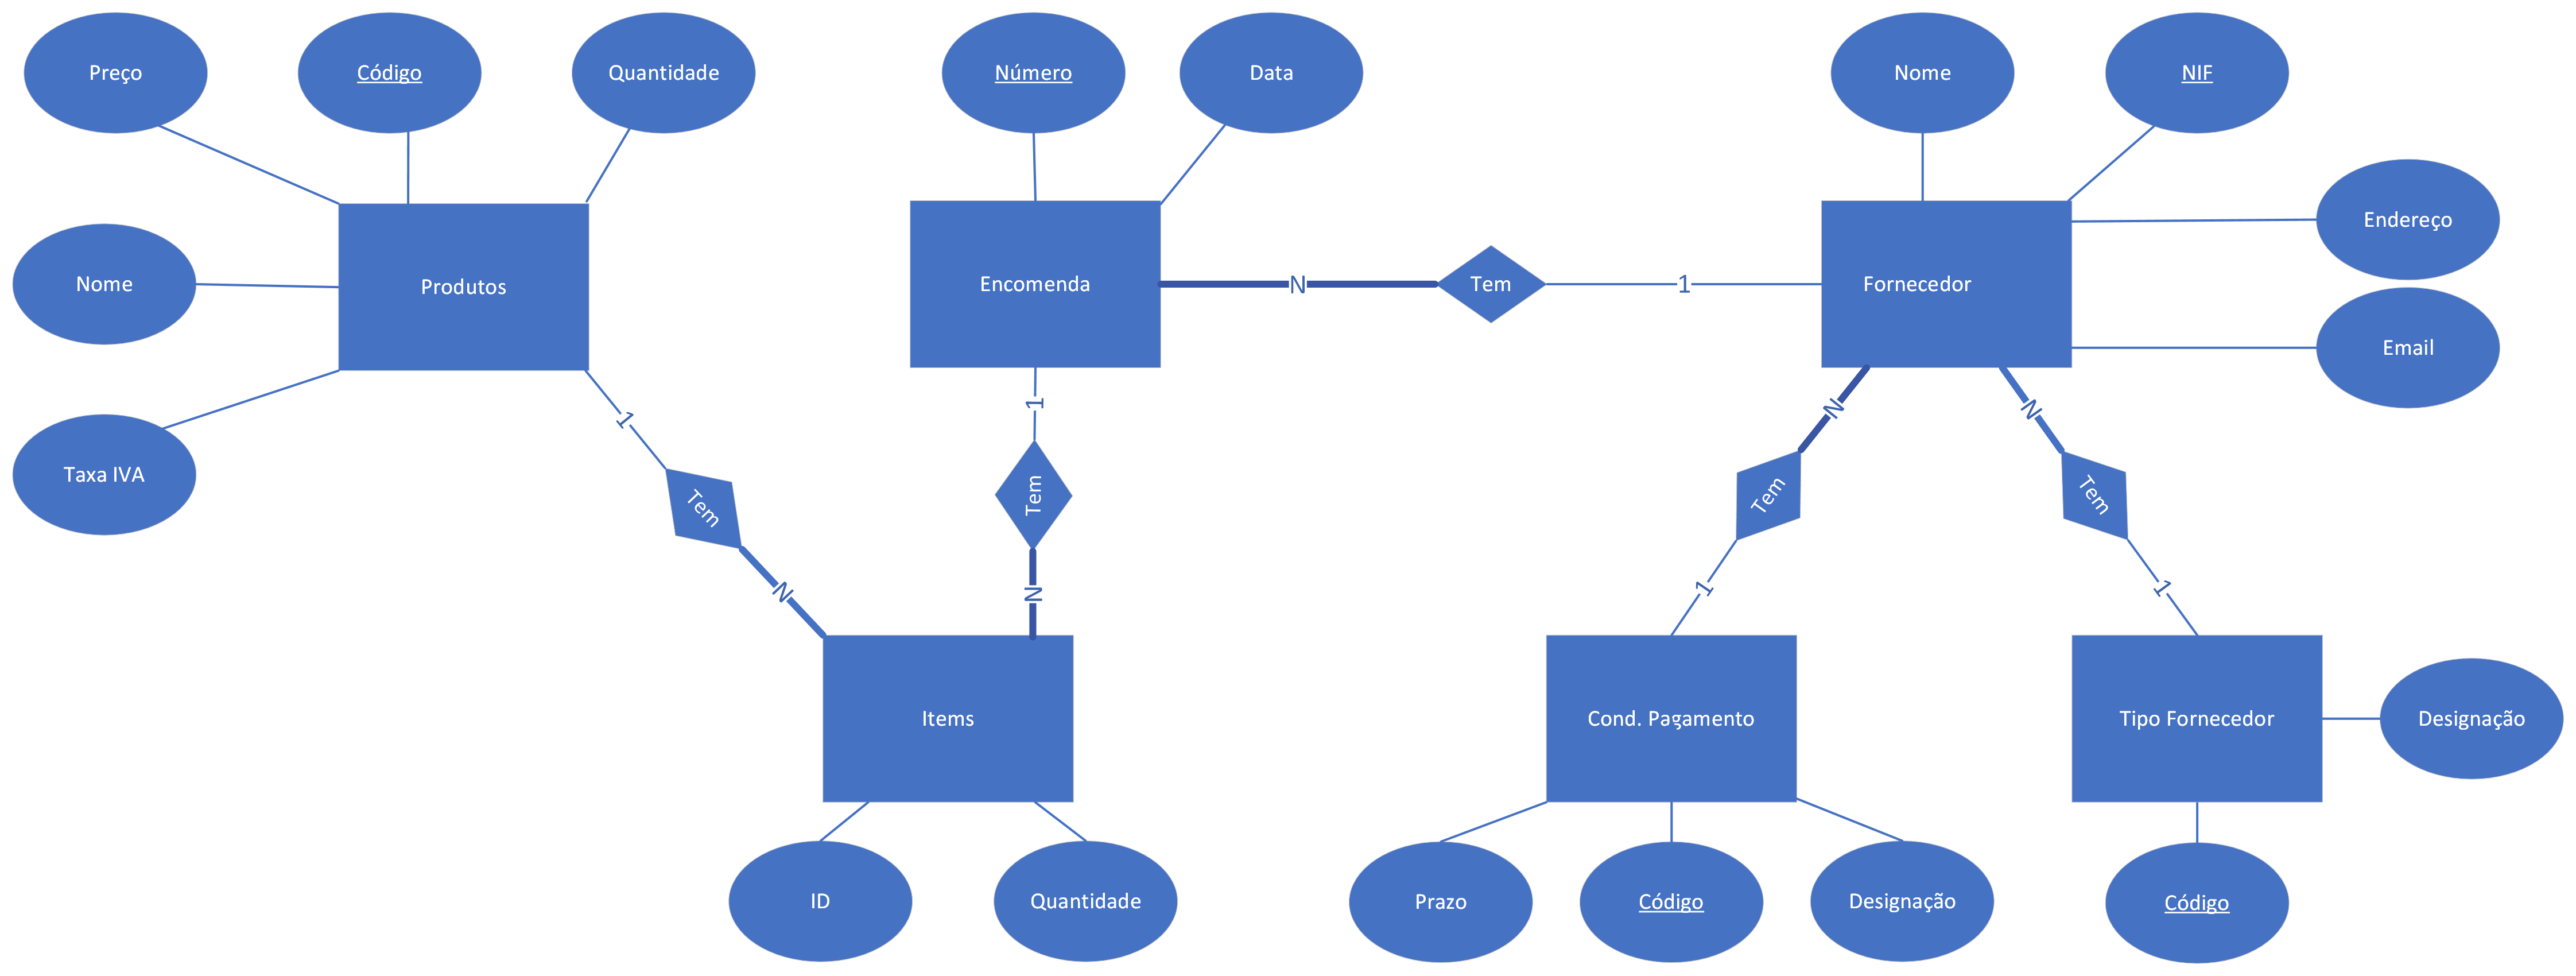 Preço
Código
Quantidade
Número
Data
Nome
NIF
Endereço
Nome
Produtos
Encomenda
N
Tem
1
Fornecedor
Email
1
1
N
N
Taxa IVA
Tem
Tem
Tem
Tem
N
N
1
1
Items
Cond. Pagamento
Tipo Fornecedor
Designação
ID
Quantidade
Prazo
Código
Designação
Código